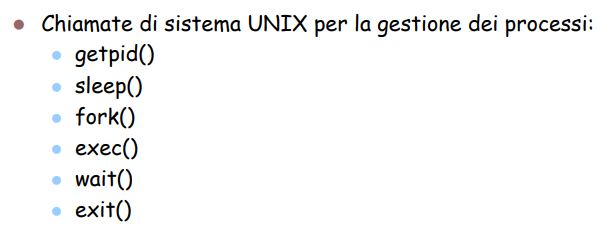 Chiamate di sistema UNIX per la gestione dei processi:
getpid()
sleep()
fork()
exec()
wait()
exit()